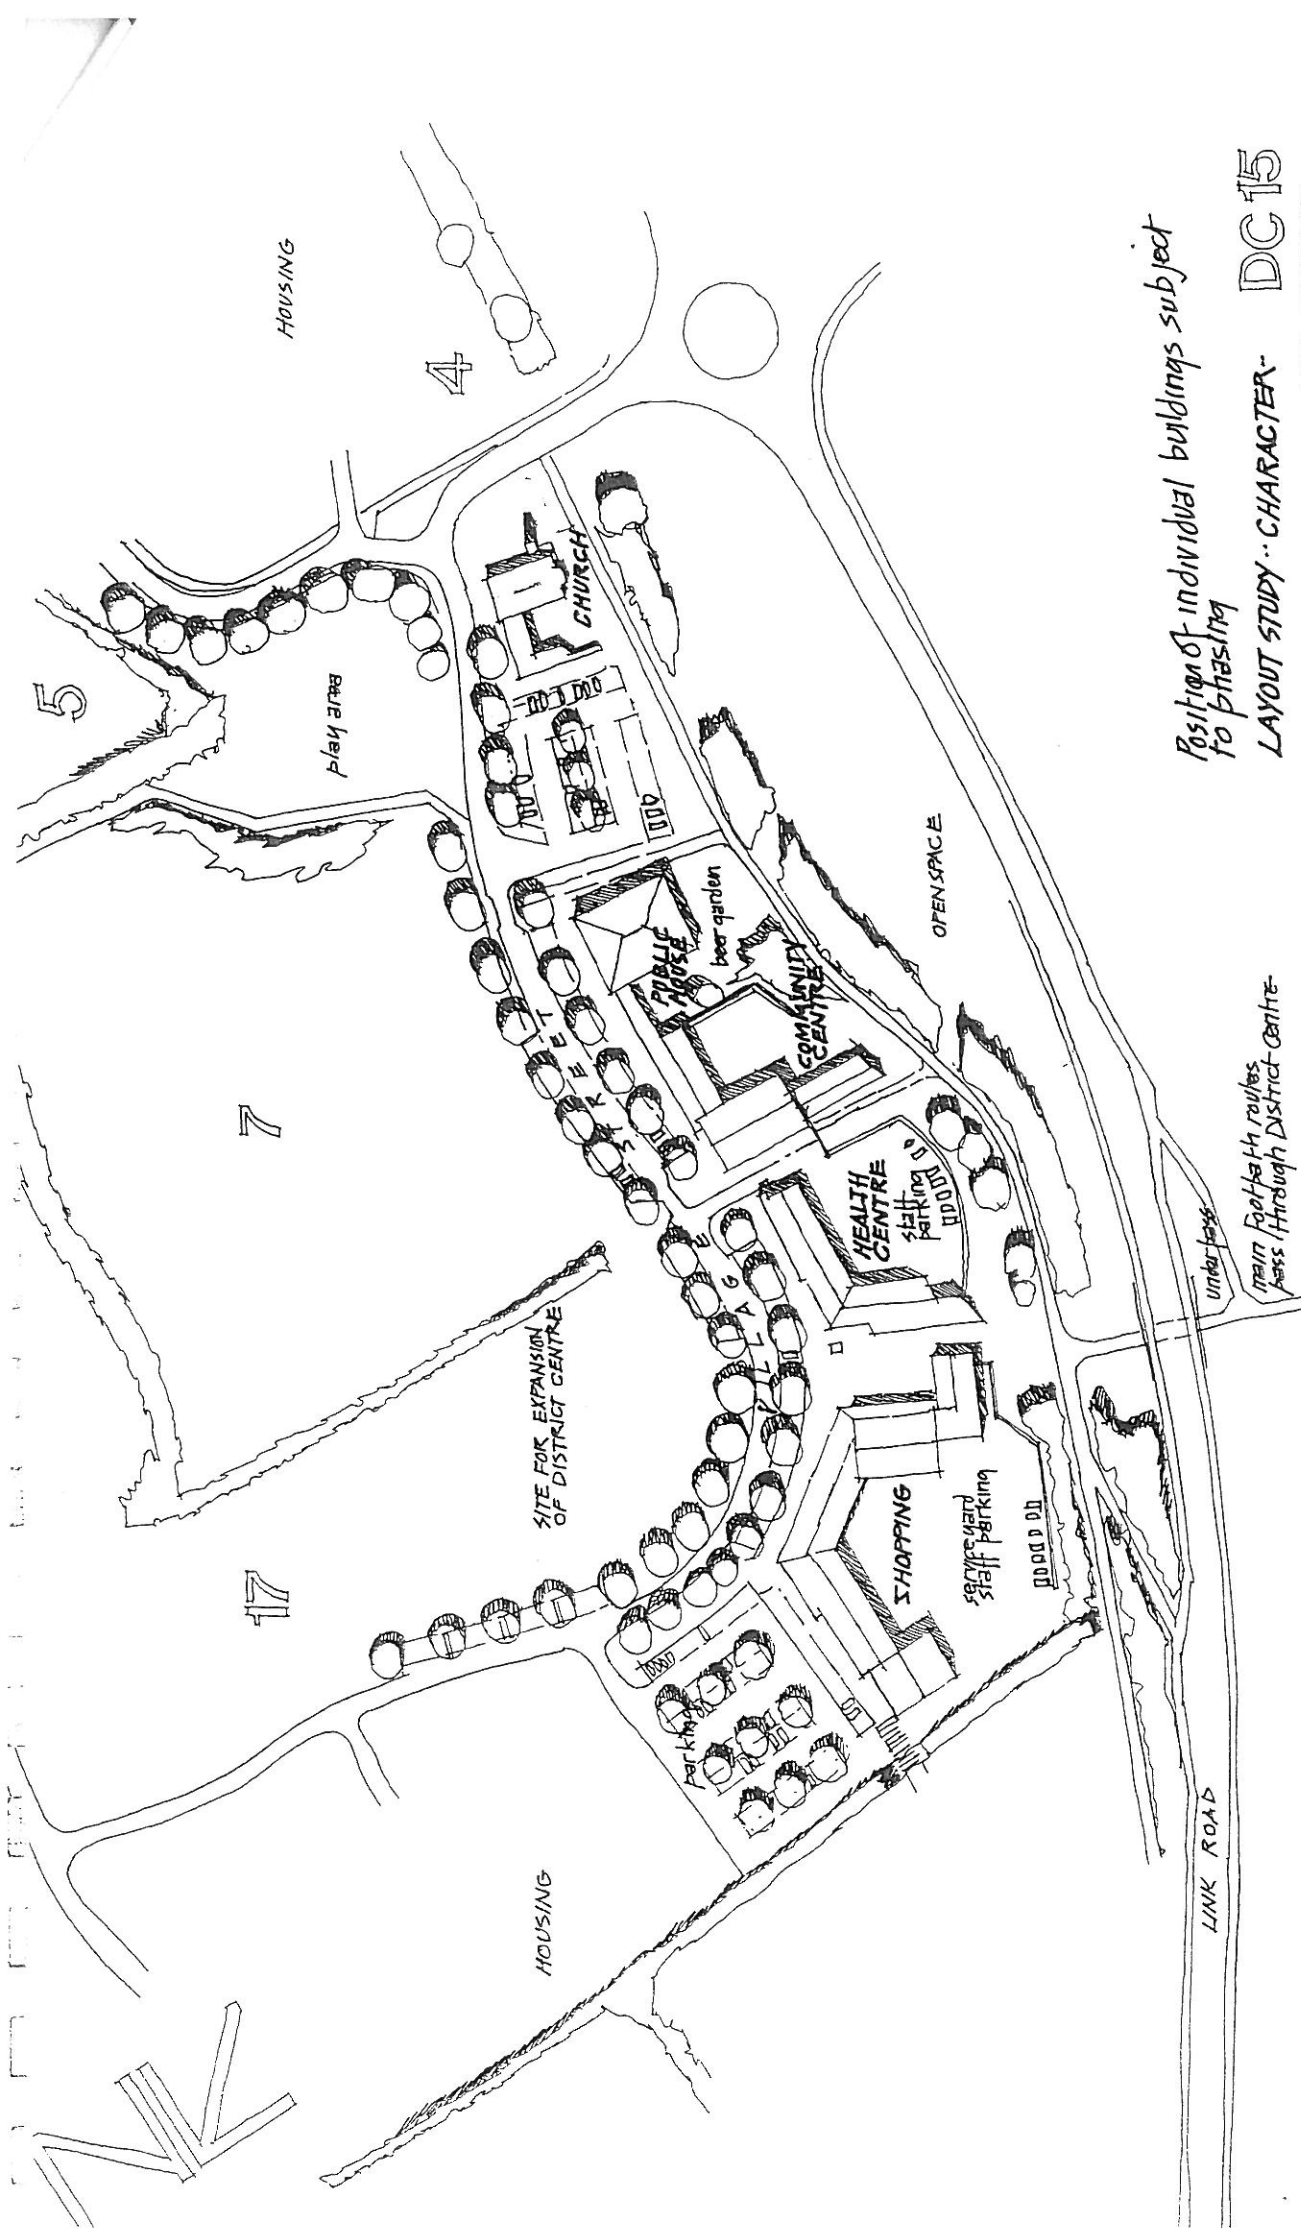 HOUSING
4
5
play area
7
17
SITE FOR EXPANSION
OF DISTRICT CENTRE
HOUSING
parking
VILLAGE STREET
CHURCH
PUBLIC
HOUSE
beer garden
COMMUNITY
CENTRE
HEALTH
CENTRE
staff
parking
SHOPPING
service yard
staff parking
OPEN SPACE
underpass
main footpath routes
pass through District Centre
LINK ROAD
Position of individual buildings subject
to phasing
LAYOUT STUDY·· CHARACTER··
DC 15